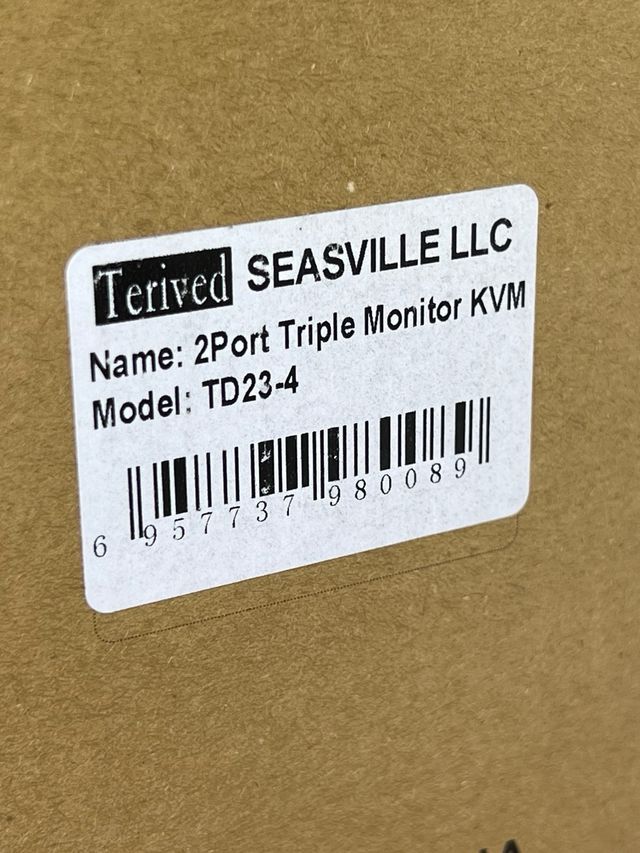 Terived SEASVILLE LLC
Name: 2Port Triple Monitor KVM
Model: TD23-4
6 957737 980089